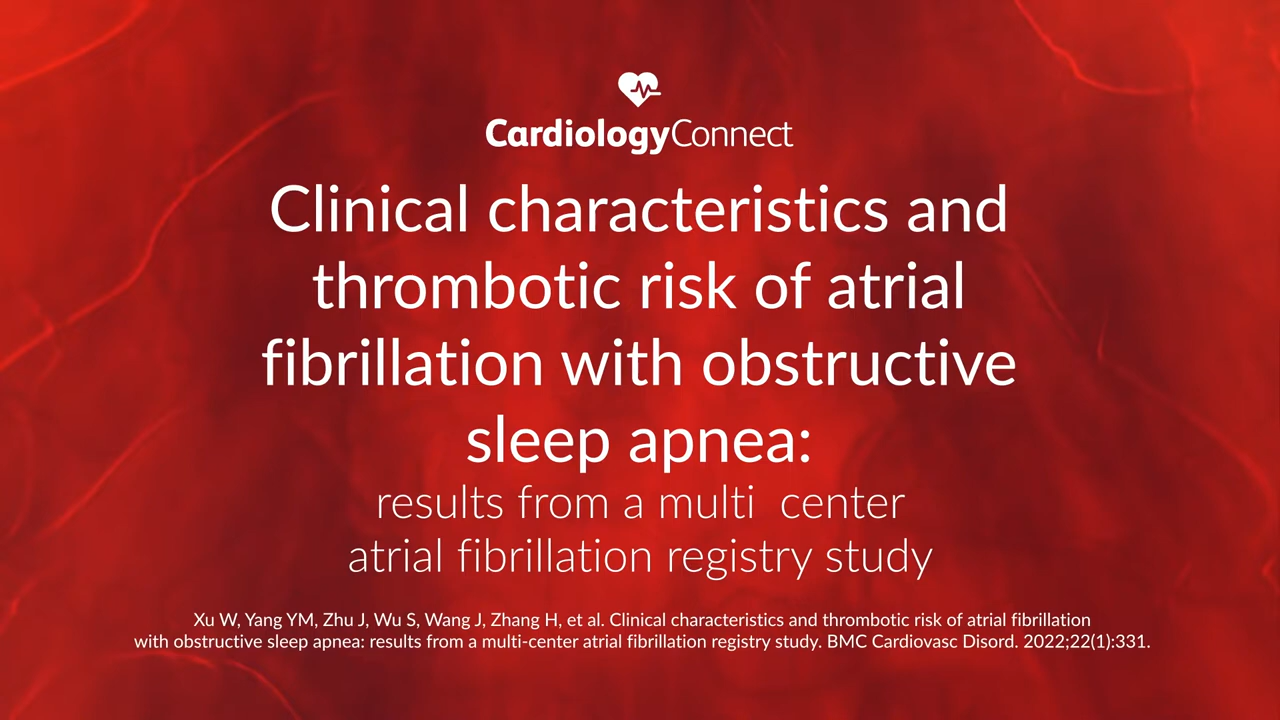 CardiologyConnect
Clinical characteristics and
thrombotic risk of atrial
fibrillation with obstructive
sleep apnea:
results from a multi  center
atrial fibrillation registry study
Xu W, Yang YM, Zhu J, Wu S, Wang J, Zhang H, et al. Clinical characteristics and thrombotic risk of atrial fibrillation
with obstructive sleep apnea: results from a multi-center atrial fibrillation registry study. BMC Cardiovasc Disord. 2022;22(1):331.